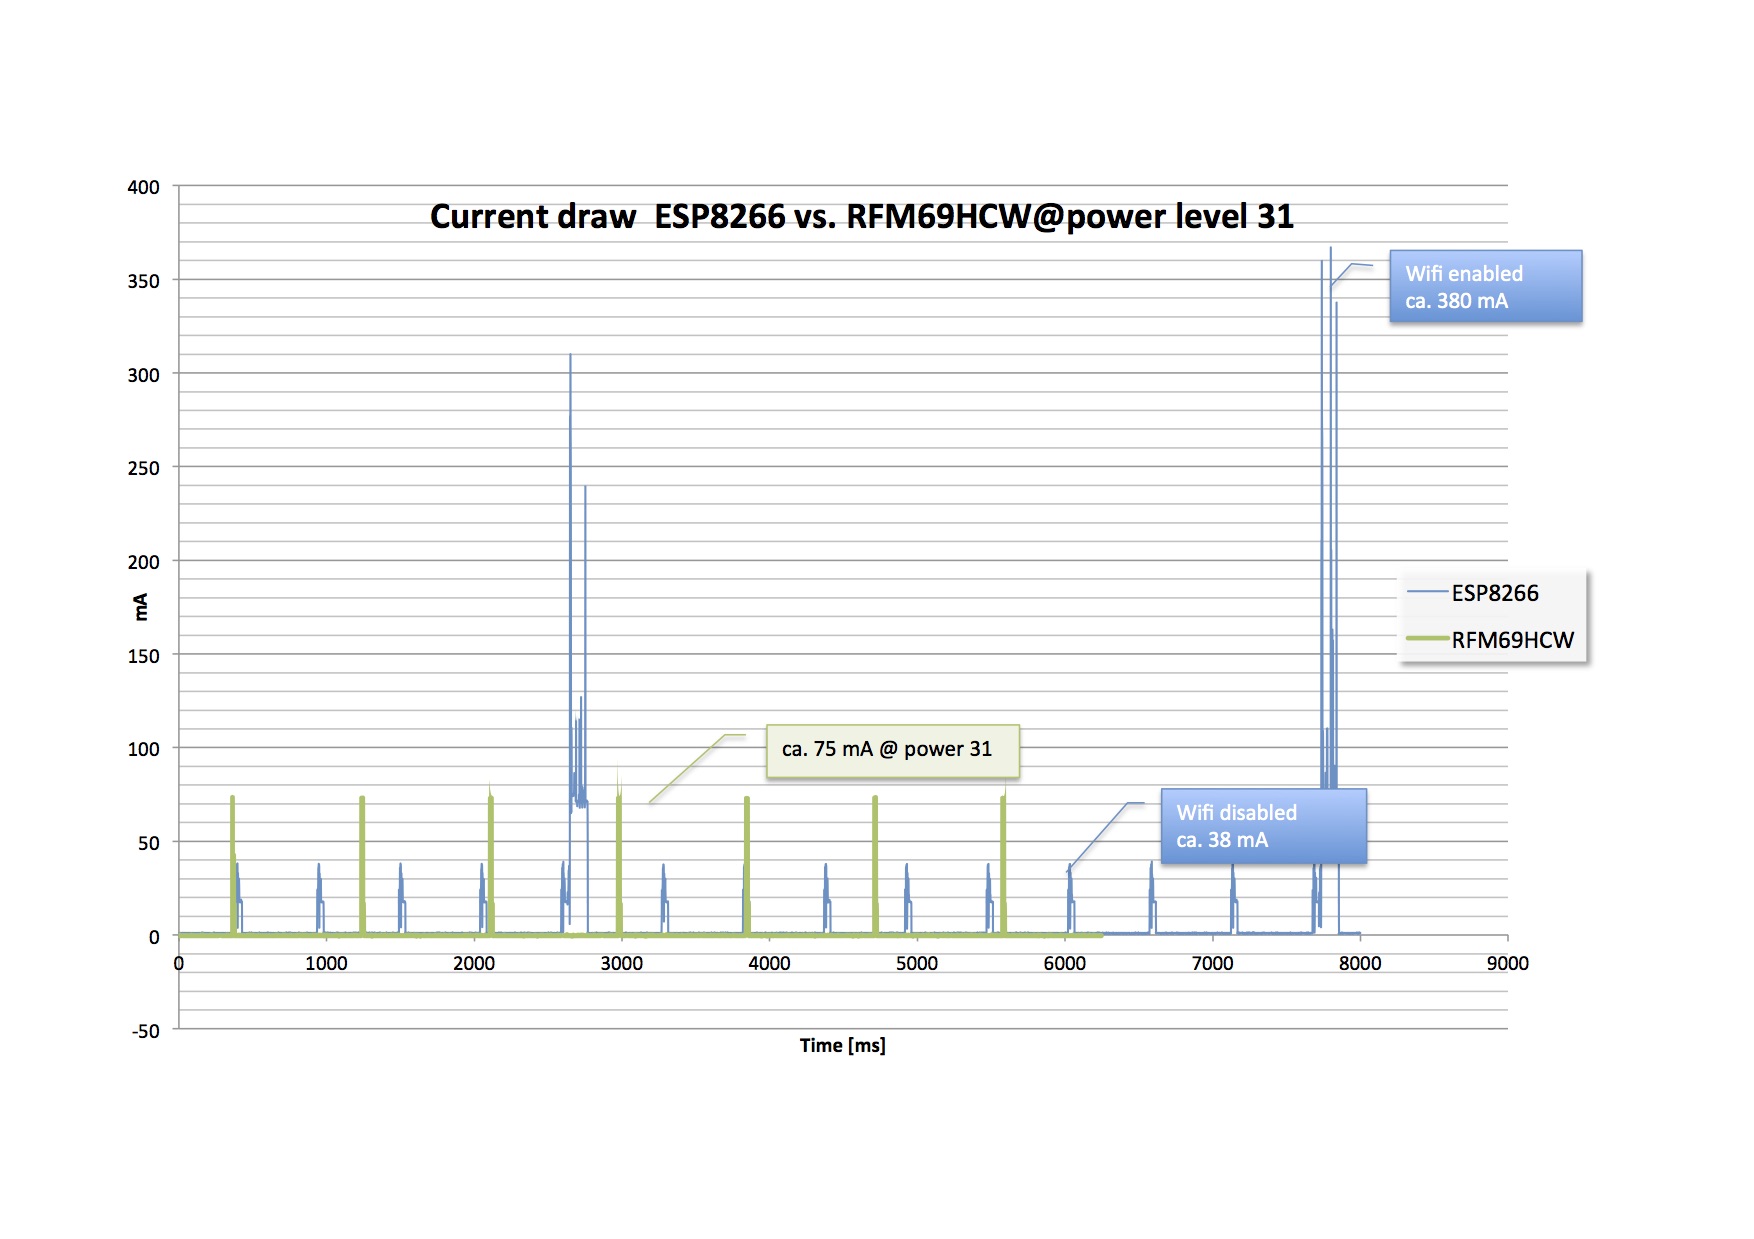 Current draw  ESP8266 vs. RFM69HCW@power level 31
400
350
300
250
200
150
100
50
0
-50
mA
Wifi enabled
ca. 380 mA
ESP8266
RFM69HCW
ca. 75 mA @ power 31
Wifi disabled
ca. 38 mA
0 1000 2000 3000 4000 5000 6000 7000 8000 9000
Time [ms]